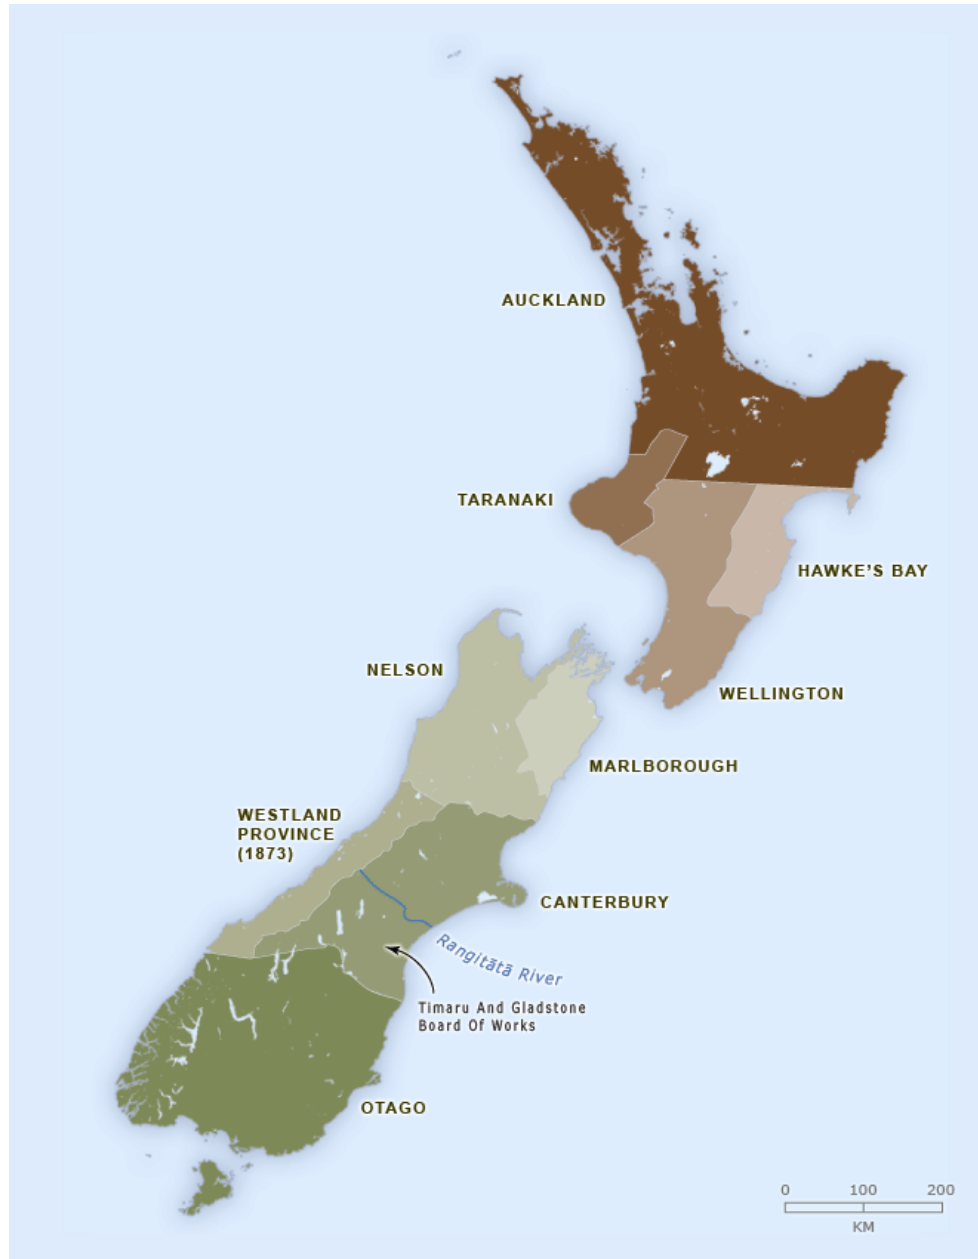 AUCKLAND
TARANAKI
HAWKE'S BAY
NELSON
WELLINGTON
MARLBOROUGH
WESTLAND
PROVINCE
(1873)
CANTERBURY
Rangitātā River
Timaru And Gladstone
Board Of Works
OTAGO
0 100 200
KM